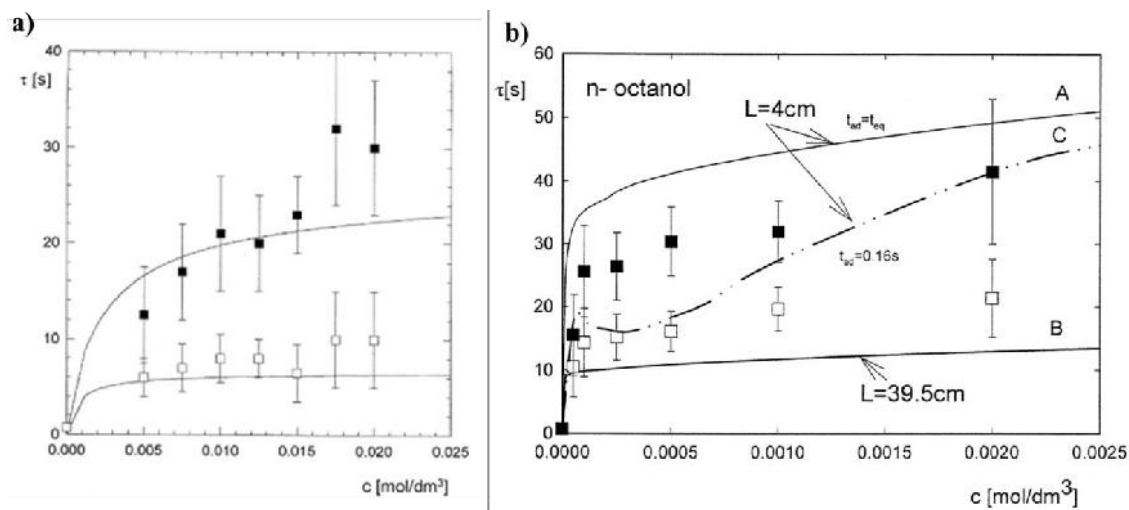 a)
40
τ [s]
30
20
10
0
0.000 0.005 0.010 0.015 0.020 0.025
c [mol/dm³]
b)
60
τ[s]
50
40
30
20
10
0
n- octanol
L=4cm
t_ad=t_eq
A
C
t_ad=0.16s
B
L=39.5cm
0.0000 0.0005 0.0010 0.0015 0.0020 0.0025
c [mol/dm³]